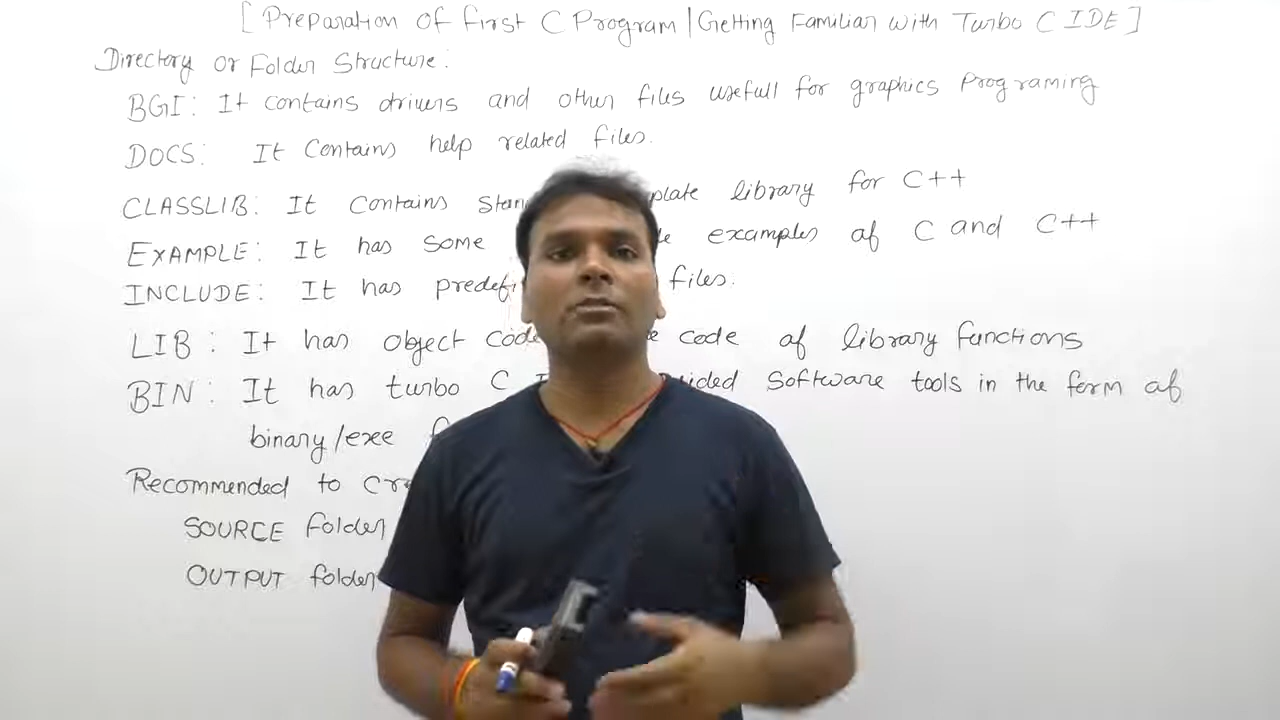 [Preparation of first C Program | Getting Familiar with Turbo C IDE]
Directory or Folder Structure:
BGI: It contains drivers and other files usefull for graphics Programing
DOCS: It Contains help related files.
CLASSLIB: It contains library for C++
EXAMPLE: It has some examples of C and C++
INCLUDE: It has files.
LIB: It has object code code of library functions
BIN: It has turbo C software tools in the form of
binary/exe
Recommended to
SOURCE folder
OUTPUT folder